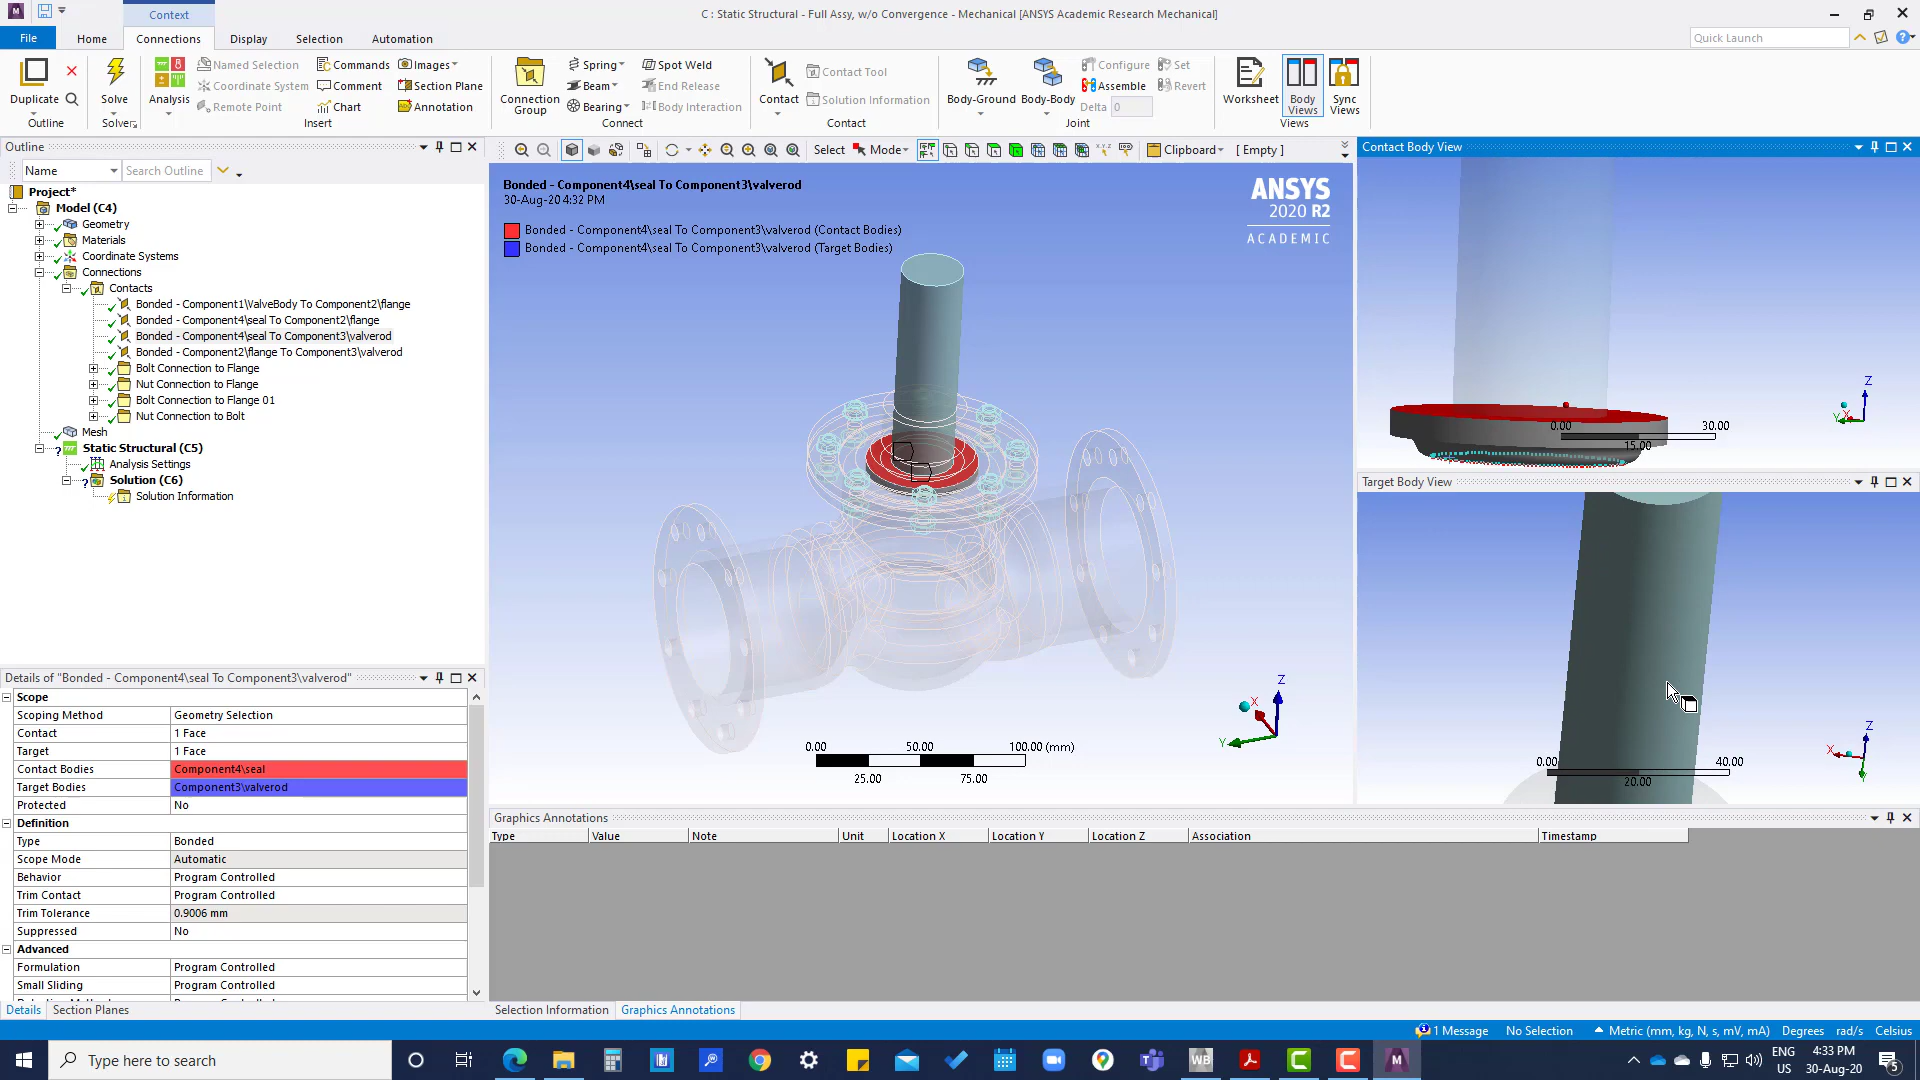 Context
C : Static Structural - Full Assy, w/o Convergence - Mechanical [ANSYS Academic Research Mechanical]
File Home Connections Display Selection Automation
Quick Launch
Duplicate
Outline
Solve
Solver
Analysis
Named Selection
Coordinate System
Remote Point
Commands
Comment
Chart
Images
Section Plane
Annotation
Insert
Connection Group
Spring
Beam
Bearing
Spot Weld
End Release
Body Interaction
Connect
Contact
Contact Tool
Solution Information
Contact
Body-Ground
Body-Body
Configure
Assemble
Delta 0
Set
Revert
Joint
Worksheet
Body Views
Sync Views
Views
Outline
Name
Search Outline
Project*
Model (C4)
Geometry
Materials
Coordinate Systems
Connections
Contacts
Bonded - Component1\ValveBody To Component2\flange
Bonded - Component4\seal To Component2\flange
Bonded - Component4\seal To Component3\valverod
Bonded - Component2\flange To Component3\valverod
Bolt Connection to Flange
Nut Connection to Flange
Bolt Connection to Flange 01
Nut Connection to Bolt
Mesh
Static Structural (C5)
Analysis Settings
Solution (C6)
Solution Information
Select Mode
Clipboard
[ Empty ]
Bonded - Component4\seal To Component3\valverod
30-Aug-20 4:32 PM
Bonded - Component4\seal To Component3\valverod (Contact Bodies)
Bonded - Component4\seal To Component3\valverod (Target Bodies)
ANSYS
2020 R2
ACADEMIC
Z
X
Y
0.00 50.00 100.00 (mm)
25.00 75.00
Contact Body View
Z
Y
X
0.00 30.00
15.00
Target Body View
Z
X
Y
0.00 40.00
20.00
Details of "Bonded - Component4\seal To Component3\valverod"
Scope
Scoping Method Geometry Selection
Contact 1 Face
Target 1 Face
Contact Bodies Component4\seal
Target Bodies Component3\valverod
Protected No
Definition
Type Bonded
Scope Mode Automatic
Behavior Program Controlled
Trim Contact Program Controlled
Trim Tolerance 0.9006 mm
Suppressed No
Advanced
Formulation Program Controlled
Small Sliding Program Controlled
Details Section Planes
Graphics Annotations
Type Value Note Unit Location X Location Y Location Z Association Timestamp
Selection Information Graphics Annotations
1 Message No Selection Metric (mm, kg, N, s, mV, mA) Degrees rad/s Celsius
Type here to search
WB
M
ENG
US
4:33 PM
30-Aug-20
5